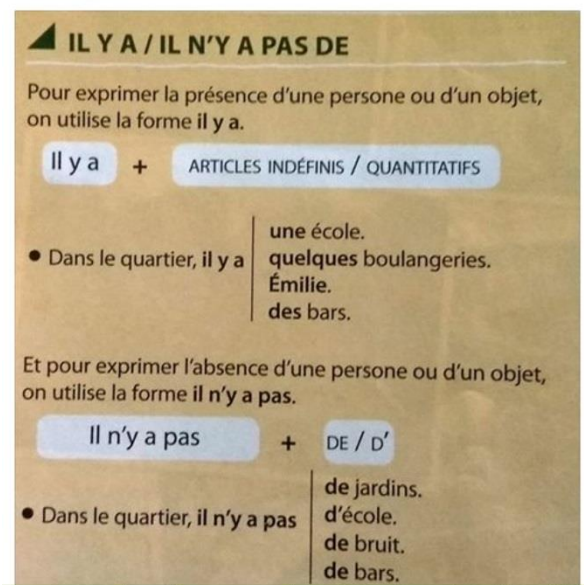 IL Y A / IL N'Y A PAS DE
Pour exprimer la présence d'une persone ou d'un objet,
on utilise la forme il y a.
Il y a + ARTICLES INDÉFINIS / QUANTITATIFS
une école.
• Dans le quartier, il y a quelques boulangeries.
Émilie.
des bars.
Et pour exprimer l'absence d'une persone ou d'un objet,
on utilise la forme il n'y a pas.
Il n'y a pas + DE / D'
de jardins.
• Dans le quartier, il n'y a pas d'école.
de bruit.
de bars.